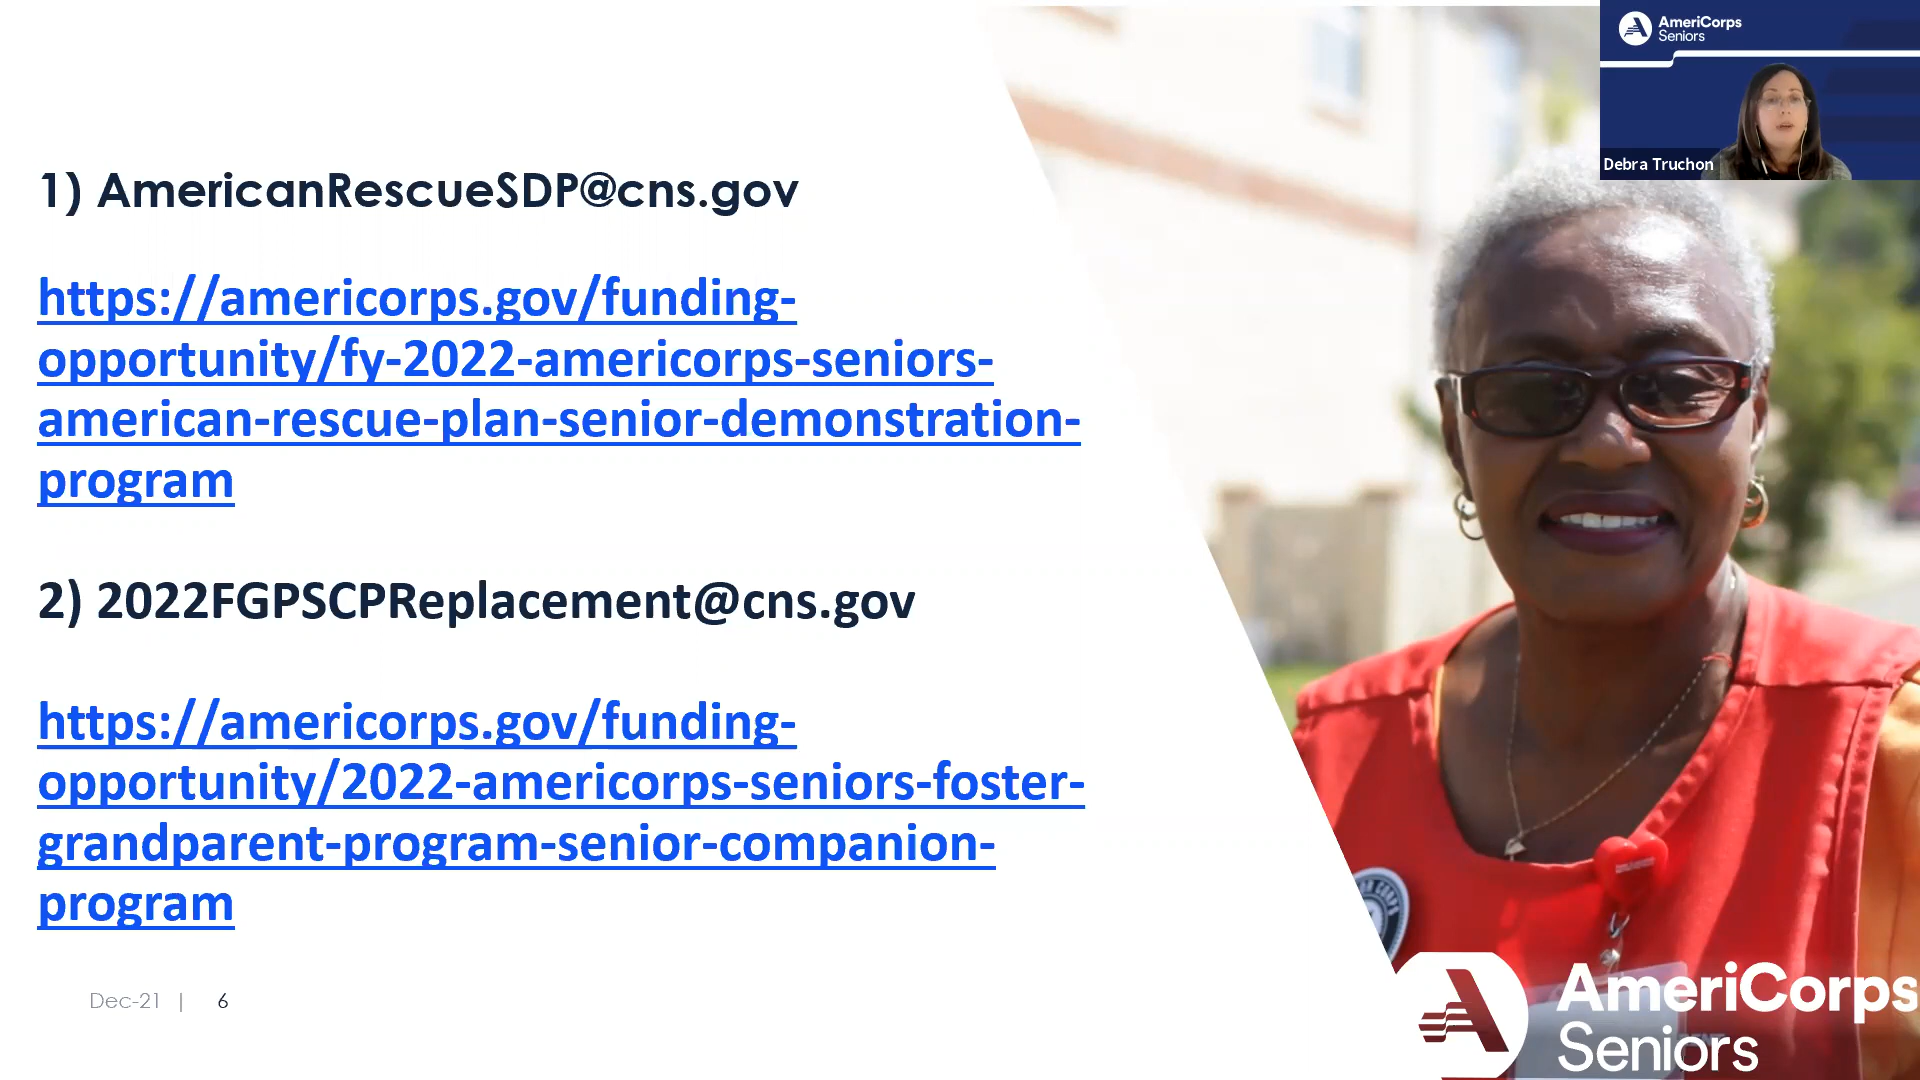 AmeriCorps
Seniors
Debra Truchon
1) AmericanRescueSDP@cns.gov
https://americorps.gov/funding-
opportunity/fy-2022-americorps-seniors-
american-rescue-plan-senior-demonstration-
program
2) 2022FGPSCPReplacement@cns.gov
https://americorps.gov/funding-
opportunity/2022-americorps-seniors-foster-
grandparent-program-senior-companion-
program
Dec-21 | 6
AmeriCorps
Seniors